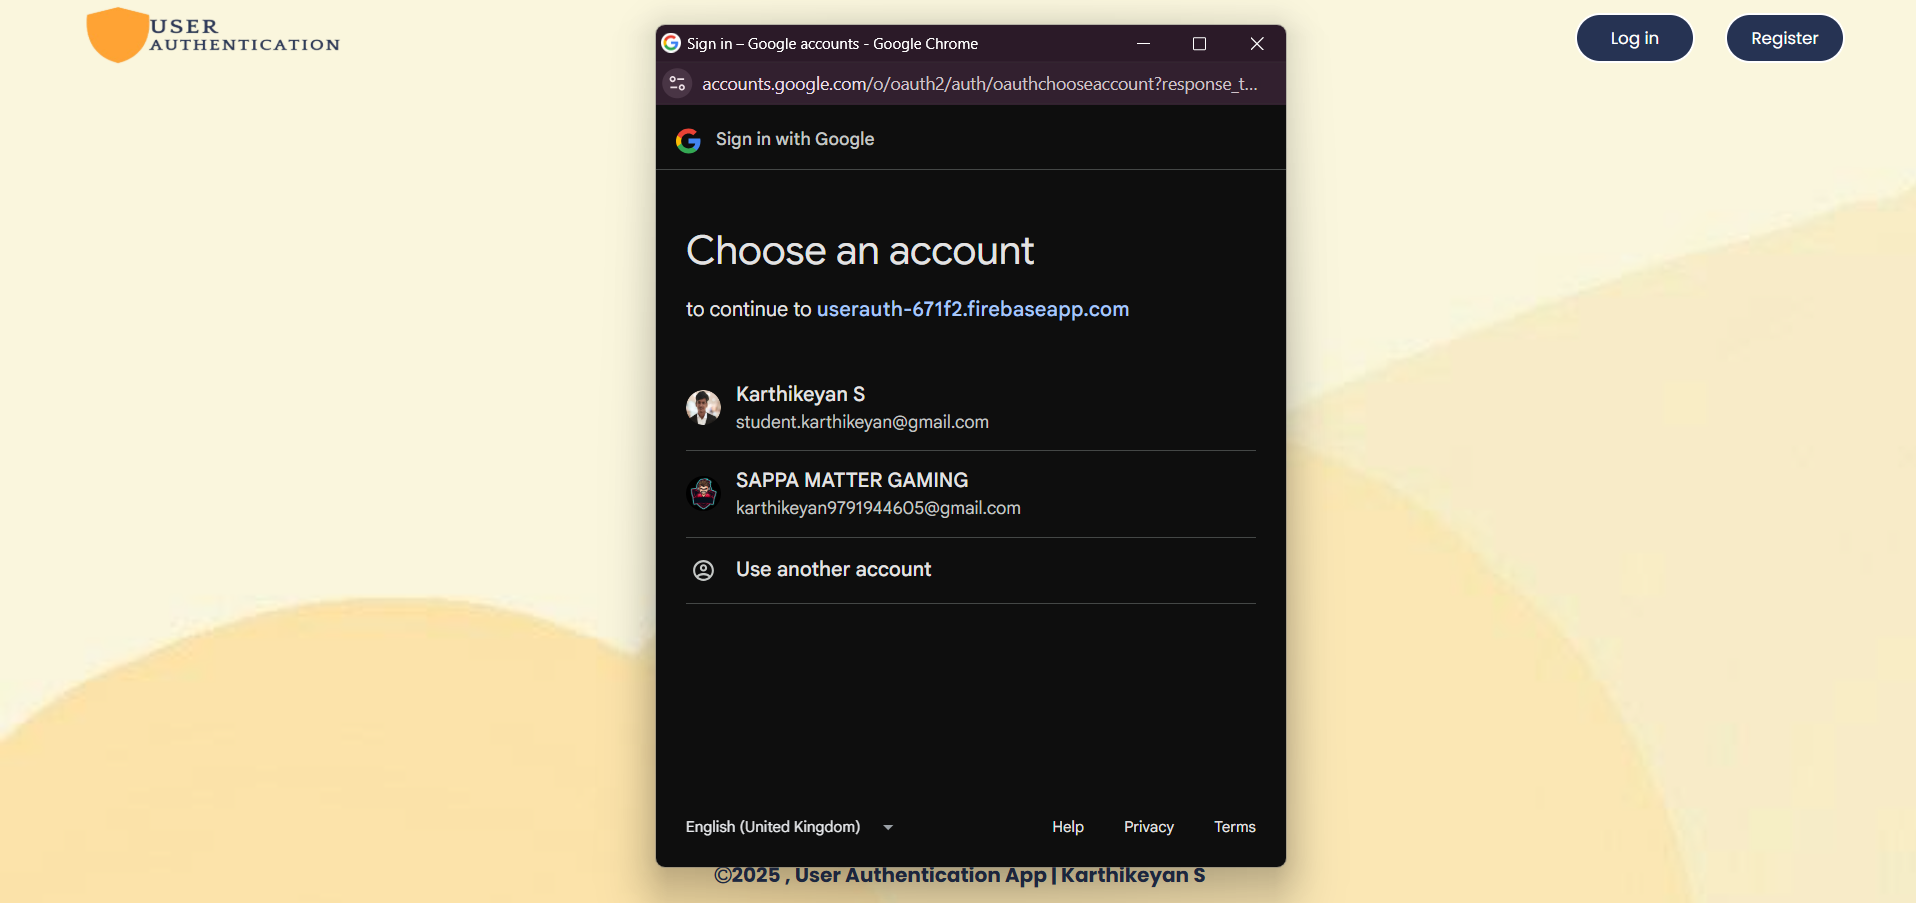 USER
AUTHENTICATION
Log in
Register
Sign in – Google accounts - Google Chrome
accounts.google.com/o/oauth2/auth/oauthchooseaccount?response_t...
Sign in with Google
Choose an account
to continue to userauth-671f2.firebaseapp.com
Karthikeyan S
student.karthikeyan@gmail.com
SAPPA MATTER GAMING
karthikeyan9791944605@gmail.com
Use another account
English (United Kingdom)
Help
Privacy
Terms
©2025 , User Authentication App | Karthikeyan S